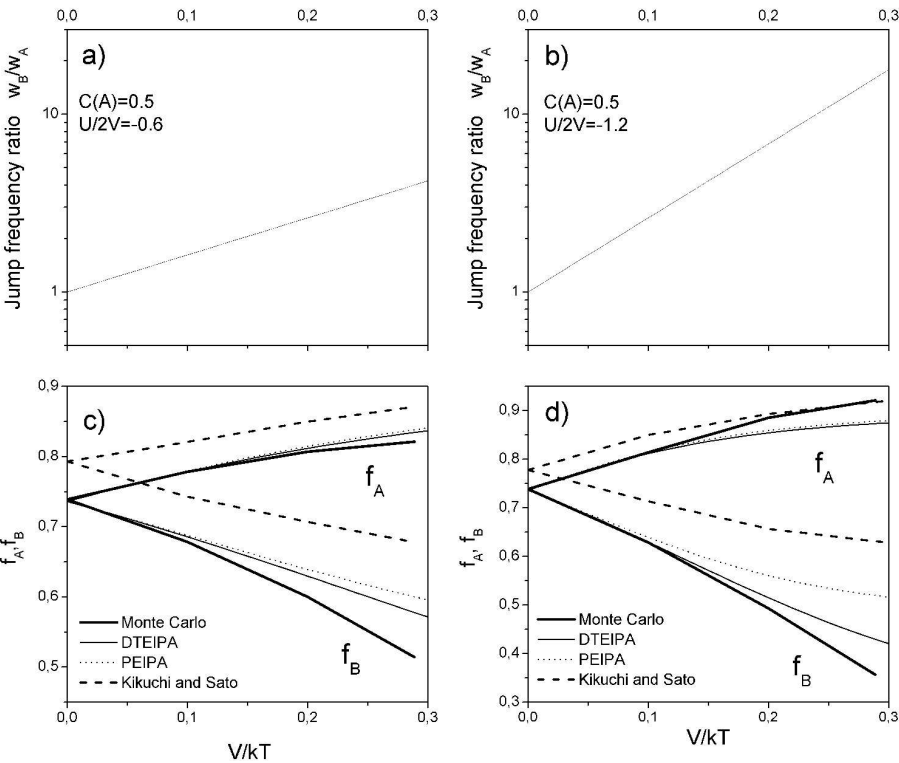 0,0 0,1 0,2 0,3
0,0 0,1 0,2 0,3
a)
C(A)=0.5
U/2V=-0.6
10
1
Jump frequency ratio w_B/w_A
b)
C(A)=0.5
U/2V=-1.2
10
1
Jump frequency ratio w_B/w_A
c)
0,9
0,8
0,7
0,6
0,5
f_A, f_B
f_A
f_B
Monte Carlo
DTEIPA
PEIPA
Kikuchi and Sato
0,0 0,1 0,2 0,3
V/kT
d)
0,9
0,8
0,7
0,6
0,5
0,4
0,3
f_A, f_B
f_A
f_B
Monte Carlo
DTEIPA
PEIPA
Kikuchi and Sato
0,0 0,1 0,2 0,3
V/kT